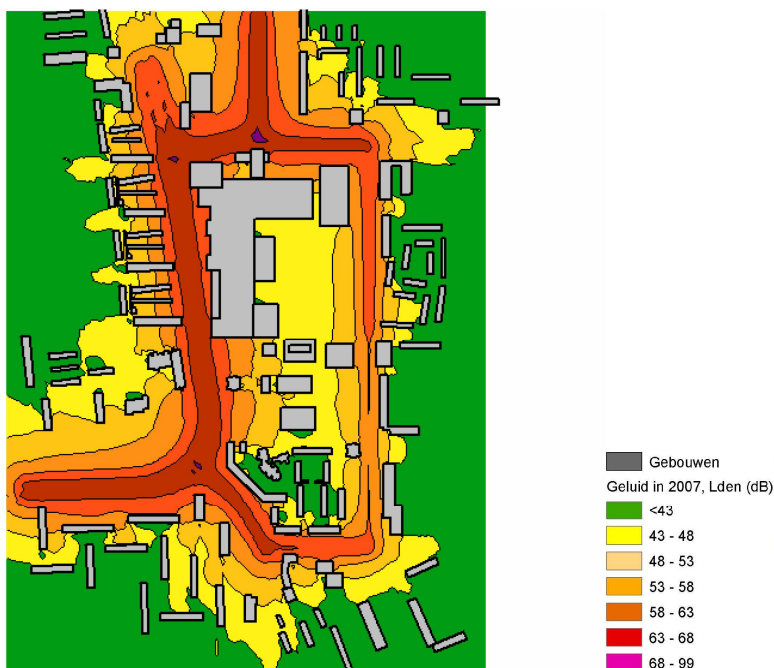 Gebouwen
Geluid in 2007, Lden (dB)
<43
43 - 48
48 - 53
53 - 58
58 - 63
63 - 68
68 - 99